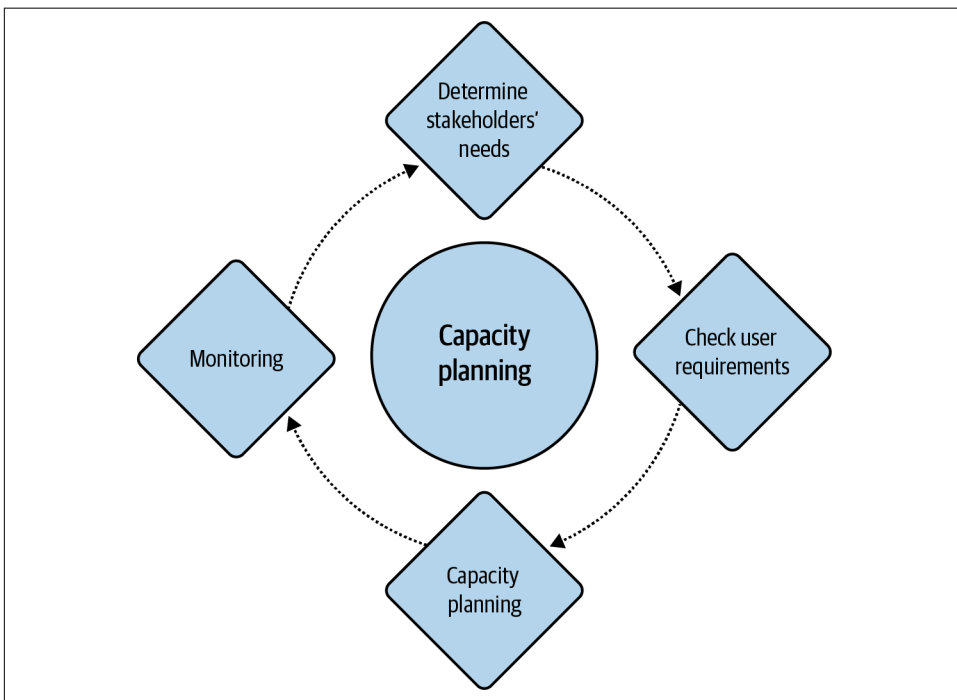 Determine
stakeholders’
needs
Check user
requirements
Capacity
planning
Monitoring
Capacity
planning